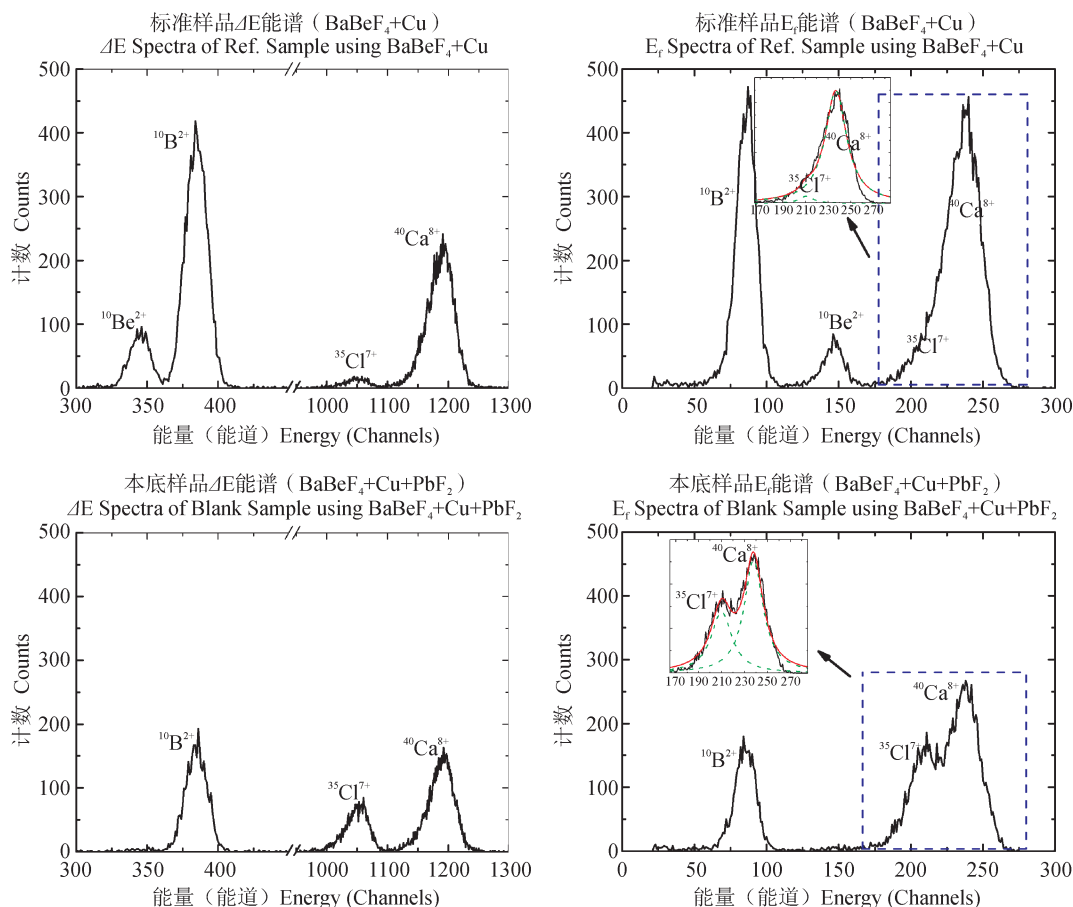 标准样品ΔE能谱（BaBeF₄+Cu）
ΔE Spectra of Ref. Sample using BaBeF₄+Cu
500
400
300
200
100
0
计数 Counts
¹⁰Be²⁺
¹⁰B²⁺
³⁵Cl⁷⁺
⁴⁰Ca⁸⁺
300 350 400 1000 1100 1200 1300
能量（能道）Energy (Channels)
标准样品E_f能谱（BaBeF₄+Cu）
E_f Spectra of Ref. Sample using BaBeF₄+Cu
500
400
300
200
100
0
计数 Counts
¹⁰B²⁺
¹⁰Be²⁺
³⁵Cl⁷⁺
⁴⁰Ca⁸⁺
⁴⁰Ca⁸⁺
³⁵Cl⁷⁺
170 190 210 230 250 270
0 50 100 150 200 250 300
能量（能道）Energy (Channels)
本底样品ΔE能谱（BaBeF₄+Cu+PbF₂）
ΔE Spectra of Blank Sample using BaBeF₄+Cu+PbF₂
500
400
300
200
100
0
计数 Counts
¹⁰B²⁺
³⁵Cl⁷⁺
⁴⁰Ca⁸⁺
300 350 400 1000 1100 1200 1300
能量（能道）Energy (Channels)
本底样品E_f能谱（BaBeF₄+Cu+PbF₂）
E_f Spectra of Blank Sample using BaBeF₄+Cu+PbF₂
500
400
300
200
100
0
计数 Counts
⁴⁰Ca⁸⁺
³⁵Cl⁷⁺
170 190 210 230 250 270
¹⁰B²⁺
³⁵Cl⁷⁺
⁴⁰Ca⁸⁺
0 50 100 150 200 250 300
能量（能道）Energy (Channels)